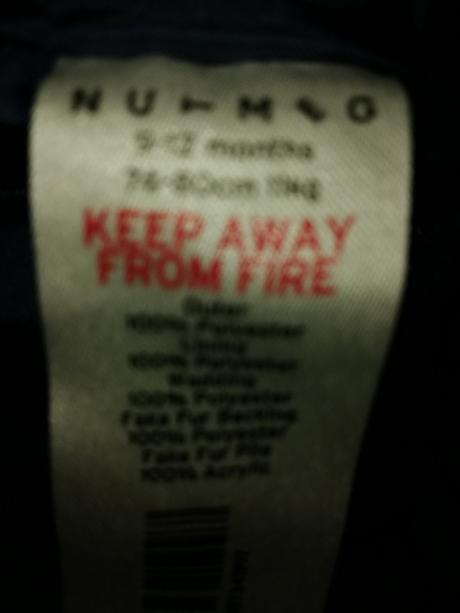 NUTMEG
9-12 months
74-80cm 11kg
KEEP AWAY
FROM FIRE
Outer
100% Polyester
Lining
100% Polyester
Wadding
100% Polyester
Fake Fur Backing
100% Polyester
Fake Fur Pile
100% Acrylic